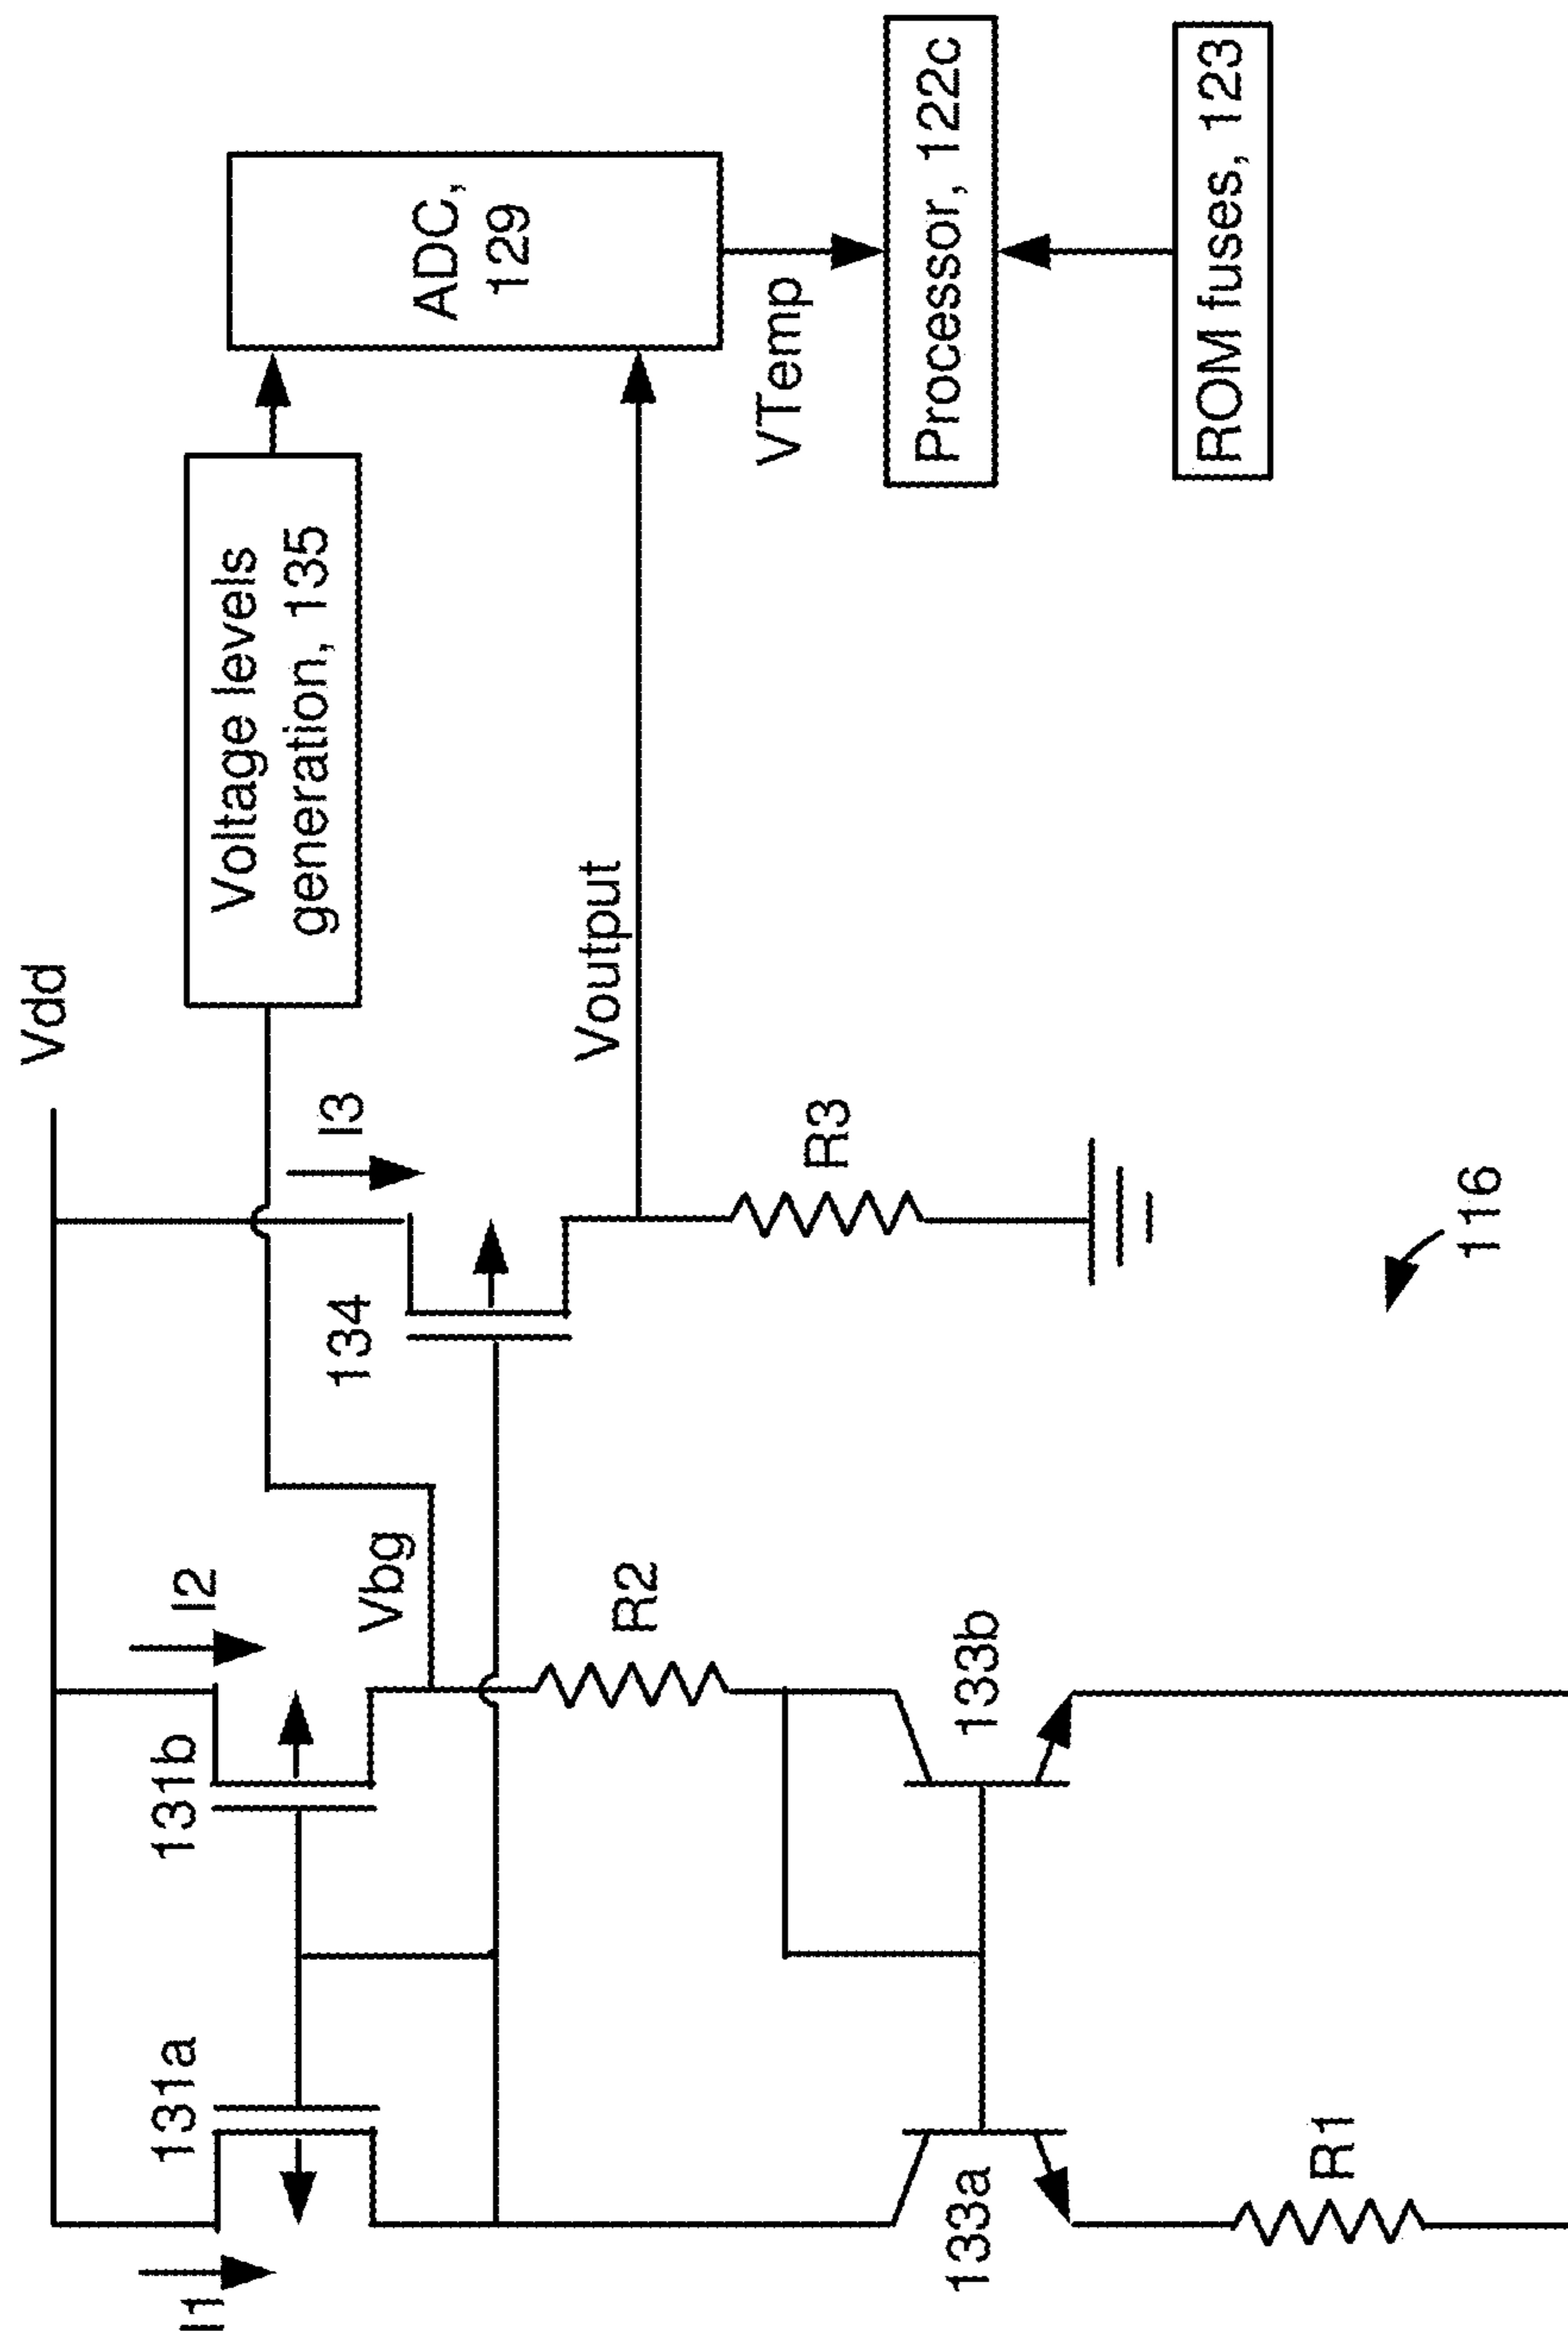 Vdd
I1
131a
131b
I2
Vbg
134
I3
Voltage levels
generation, 135
ADC,
129
Voutput
VTemp
R2
R3
Processor, 122c
133a
133b
ROM fuses, 123
R1
116